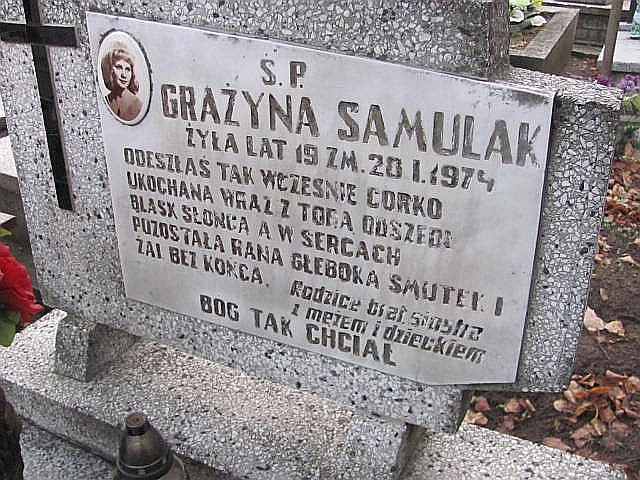 Ś.P.
GRAŻYNA SAMULAK
ŻYŁA LAT 19 ZM. 20.I.1974
ODESZŁAŚ TAK WCZEŚNIE CÓRKO
UKOCHANA WRAZ Z TOBĄ ODSZEDŁ
BLASK SŁOŃCA A W SERCACH
POZOSTAŁA RANA GŁĘBOKA SMUTEK I
ŻAL BEZ KOŃCA.
Rodzice brat siostra
z mężem i dzieckiem
BÓG TAK CHCIAŁ